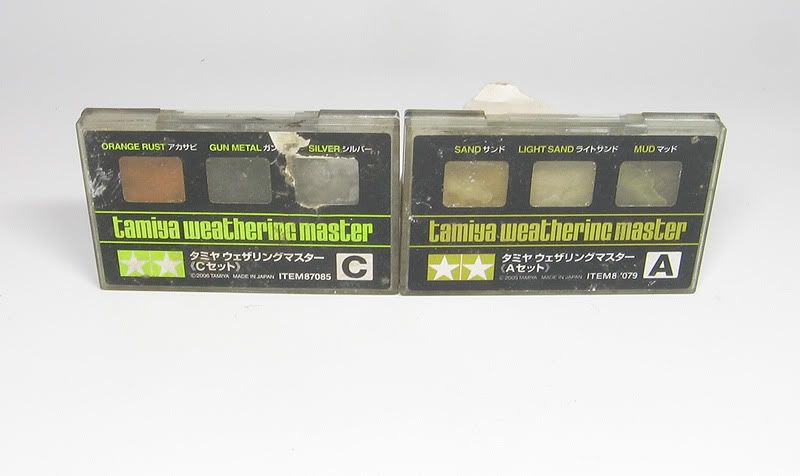 ORANGE RUST アカサビ
GUN METAL ガン
SILVER シルバー
tamiya weathering master
タミヤ ウェザリングマスター
《Cセット》
©2006 TAMIYA MADE IN JAPAN
ITEM87085
C
SAND サンド
LIGHT SAND ライトサンド
MUD マッド
tamiya weathering master
タミヤ ウェザリングマスター
《Aセット》
©2005 TAMIYA MADE IN JAPAN
ITEM8 '079
A